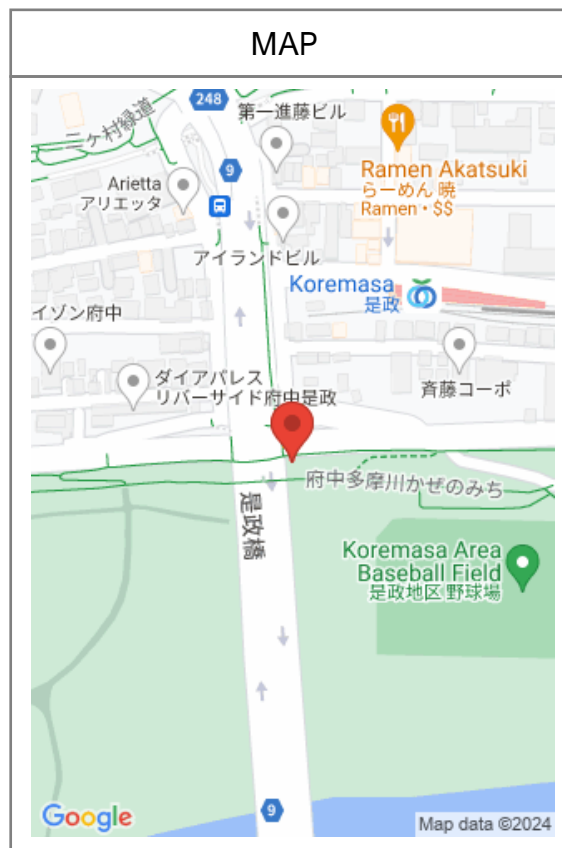 MAP
248
第一進藤ビル
二ヶ村緑道
9
Ramen Akatsuki
らーめん 暁
Ramen・$$
Arietta
アリエッタ
アイランドビル
Koremasa
是政
イゾン府中
ダイアパレス
リバーサイド府中是政
斉藤コーポ
府中多摩川かぜのみち
是政橋
Koremasa Area
Baseball Field
是政地区 野球場
9
Google
Map data ©2024